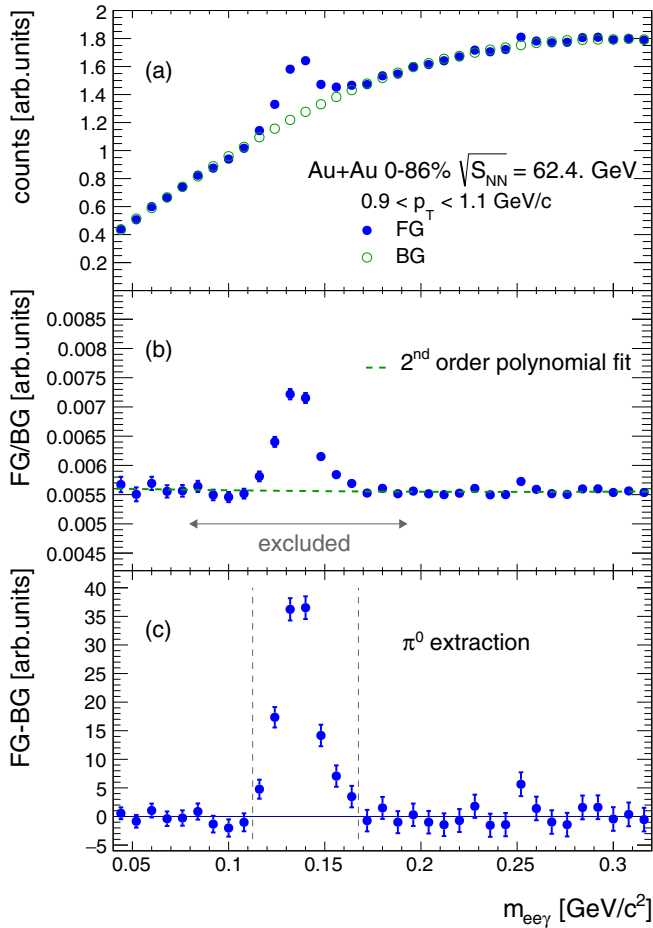 counts [arb.units]
2
1.8
1.6
1.4
1.2
1
0.8
0.6
0.4
0.2
(a)
Au+Au 0-86% √S_NN = 62.4. GeV
0.9 < p_T < 1.1 GeV/c
FG
BG
FG/BG [arb.units]
0.0085
0.008
0.0075
0.007
0.0065
0.006
0.0055
0.005
0.0045
(b)
2nd order polynomial fit
excluded
FG-BG [arb.units]
40
35
30
25
20
15
10
5
0
−5
(c)
π⁰ extraction
0.05 0.1 0.15 0.2 0.25 0.3
m_eeγ [GeV/c²]